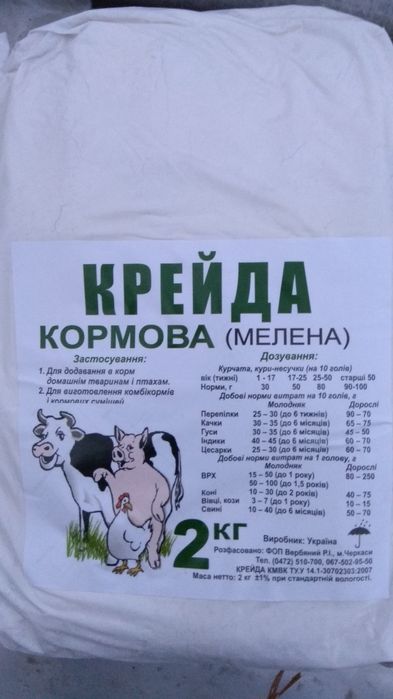 КРЕЙДА
КОРМОВА (МЕЛЕНА)
Застосування:
1. Для додавання в корм
домашнім тваринам і птахам.
2. Для виготовлення комбікормів
і кормових сумішей
Дозування:
Курчата, кури-несучки (на 10 голів)
вік (тижні) 1 - 17 17-25 25-50 старші 50
Норми, г 30 50 80 90-100
Добові норми витрат на 10 голів, г
Молодняк Дорослі
Перепілки 25 – 30 (до 6 тижнів) 90 – 70
Качки 30 – 35 (до 6 місяців) 65 – 75
Гуси 30 – 35 (до 6 місяців) 45 – 50
Індики 40 – 45 (до 6 місяців) 60 – 70
Цесарки 25 – 30 (до 6 місяців) 60 – 70
Добові норми витрат на 1 голову, г
Молодняк Дорослі
ВРХ 15 – 50 (до 1 року) 80 – 250
50 – 100 (до 1,5 років)
Коні 10 – 30 (до 2 років) 40 – 75
Вівці, кози 3 – 7 (до 1 року) 10 – 15
Свині 10 – 40 (до 6 місяців) 50 – 70
2 КГ
Виробник: Україна
Розфасовано: ФОП Вербяний Р.І., м.Черкаси
Тел. (0472) 510-700, 067-502-95-50
КРЕЙДА КМВК ТУ.У 14.1-30702303:2007
Маса нетто: 2 кг ±1% при стандартній вологості.